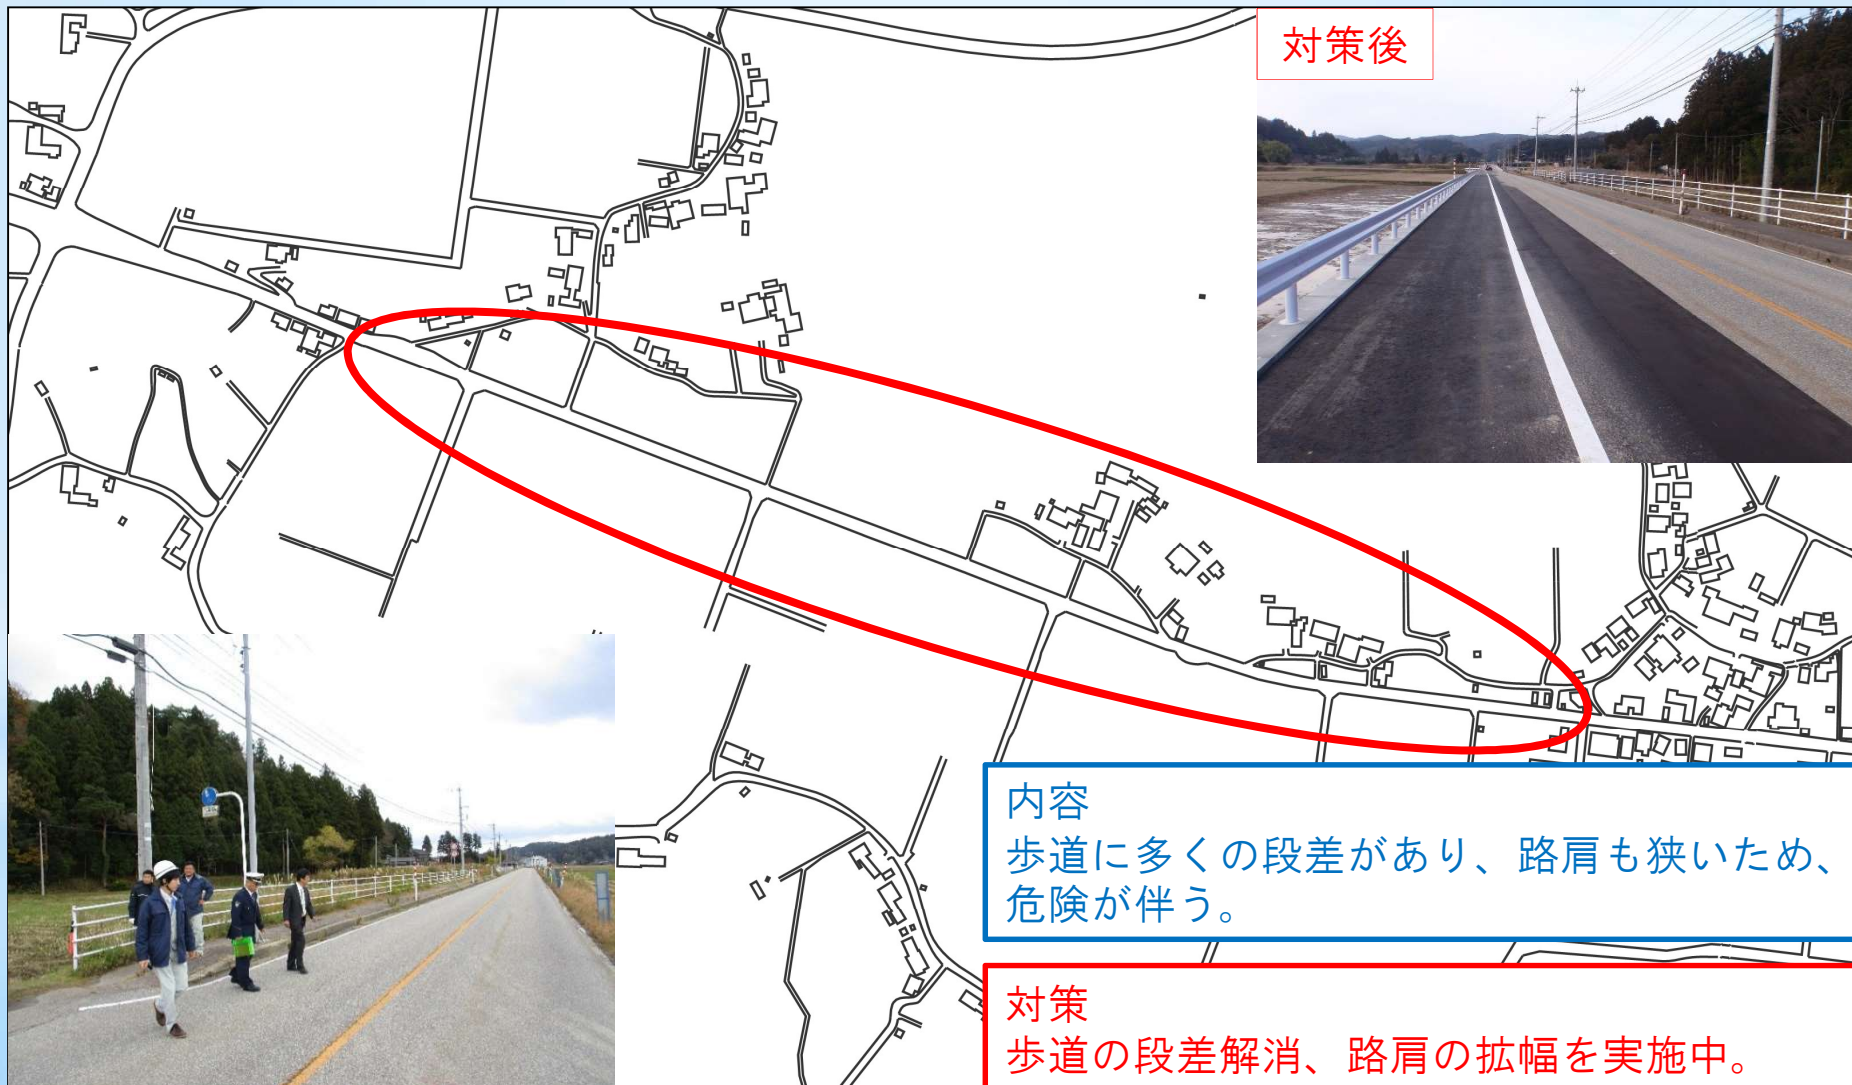 対策後
内容
歩道に多くの段差があり、路肩も狭いため、
危険が伴う。
対策
歩道の段差解消、路肩の拡幅を実施中。